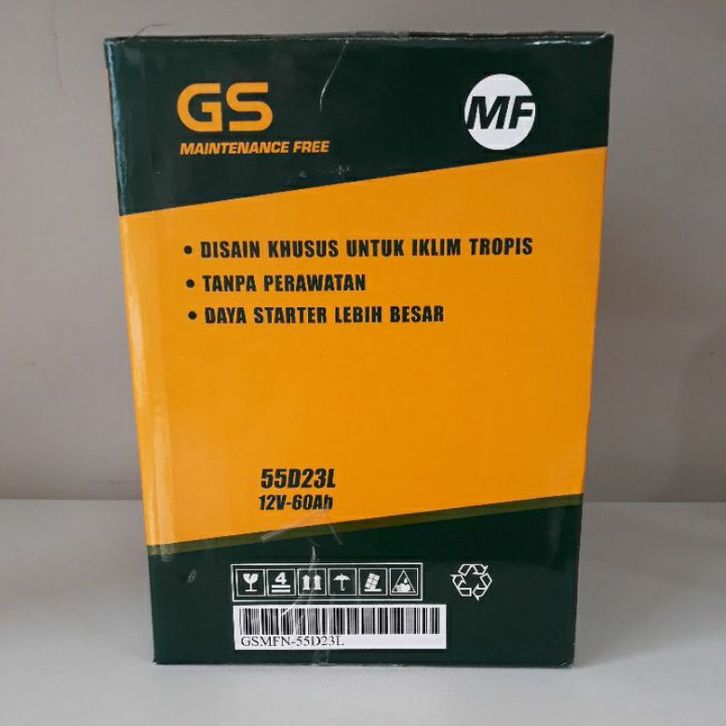 GS
MAINTENANCE FREE
MF
• DISAIN KHUSUS UNTUK IKLIM TROPIS
• TANPA PERAWATAN
• DAYA STARTER LEBIH BESAR
55D23L
12V-60Ah
4
GSMFN-55D23L